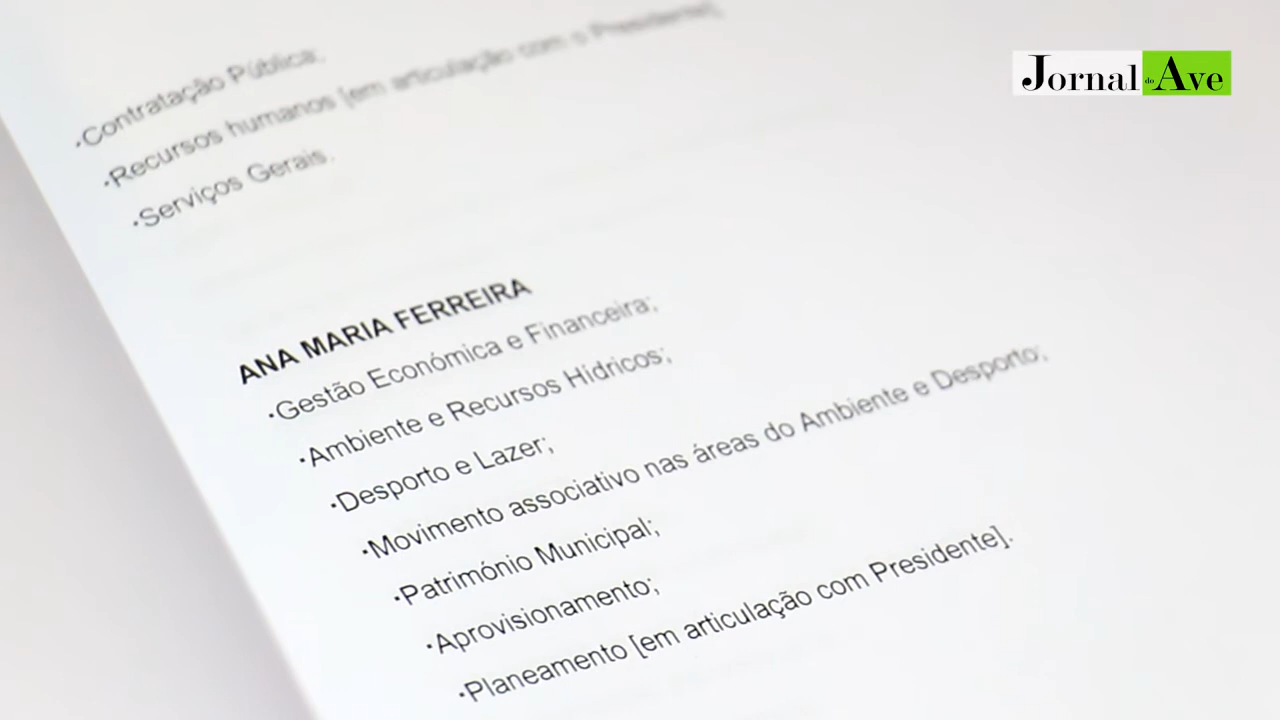 Jornal do Ave
•Contratação Pública;
•Recursos humanos [em articulação com o Presidente]
•Serviços Gerais.
ANA MARIA FERREIRA
•Gestão Económica e Financeira;
•Ambiente e Recursos Hídricos;
•Desporto e Lazer;
•Movimento associativo nas áreas do Ambiente e Desporto;
•Património Municipal;
•Aprovisionamento;
•Planeamento [em articulação com Presidente].